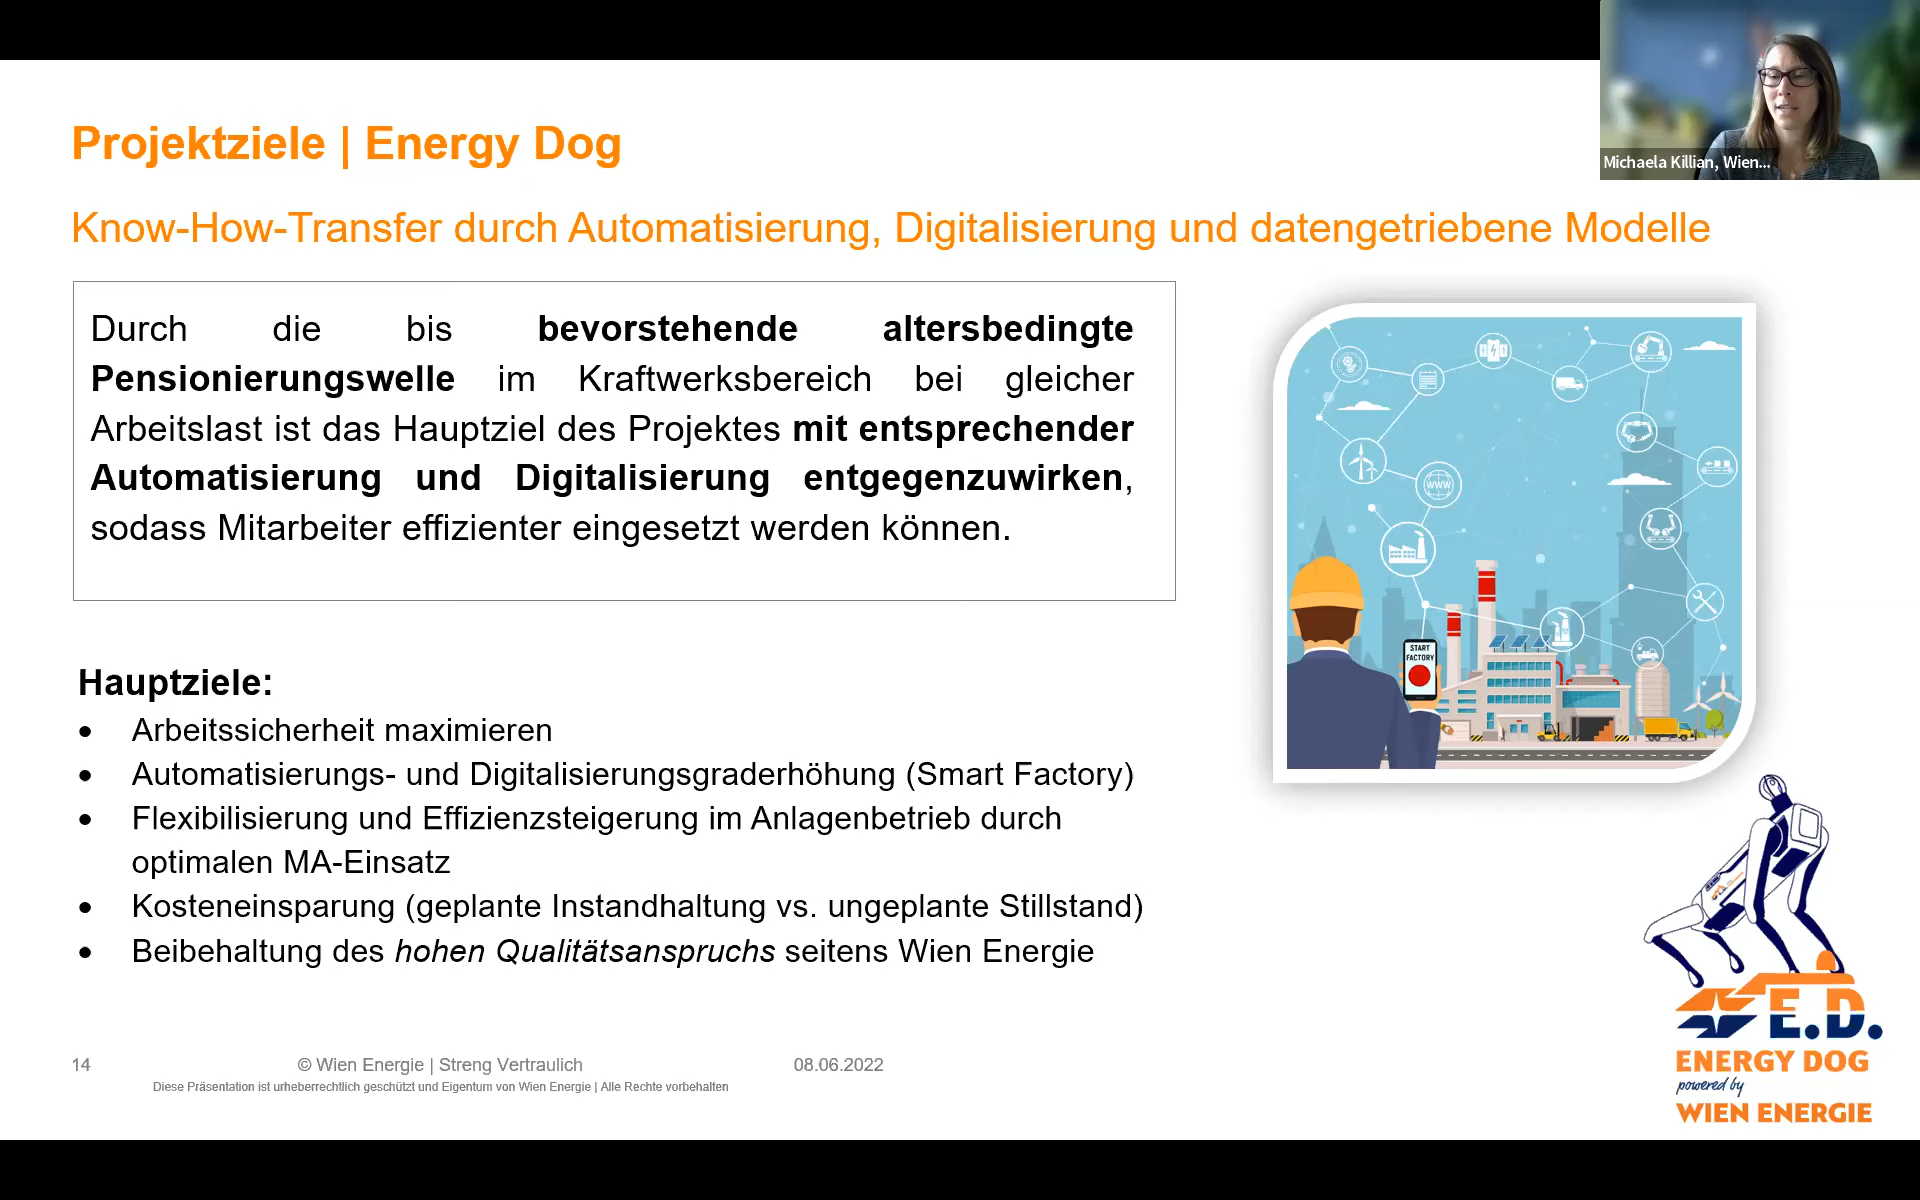 Michaela Killian, Wien...
Projektziele | Energy Dog
Know-How-Transfer durch Automatisierung, Digitalisierung und datengetriebene Modelle
Durch die bis bevorstehende altersbedingte
Pensionierungswelle im Kraftwerksbereich bei gleicher
Arbeitslast ist das Hauptziel des Projektes mit entsprechender
Automatisierung und Digitalisierung entgegenzuwirken,
sodass Mitarbeiter effizienter eingesetzt werden können.
WWW
START
FACTORY
Hauptziele:
• Arbeitssicherheit maximieren
• Automatisierungs- und Digitalisierungsgraderhöhung (Smart Factory)
• Flexibilisierung und Effizienzsteigerung im Anlagenbetrieb durch
optimalen MA-Einsatz
• Kosteneinsparung (geplante Instandhaltung vs. ungeplante Stillstand)
• Beibehaltung des hohen Qualitätsanspruchs seitens Wien Energie
E.D.
ENERGY DOG
powered by
WIEN ENERGIE
14
© Wien Energie | Streng Vertraulich
08.06.2022
Diese Präsentation ist urheberrechtlich geschützt und Eigentum von Wien Energie | Alle Rechte vorbehalten